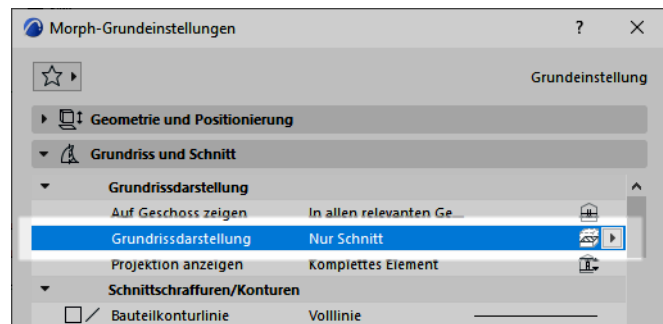 Morph-Grundeinstellungen ? ×
Grundeinstellung
Geometrie und Positionierung
Grundriss und Schnitt
Grundrissdarstellung
Auf Geschoss zeigen In allen relevanten Ge...
Grundrissdarstellung Nur Schnitt
Projektion anzeigen Komplettes Element
Schnittschraffuren/Konturen
Bauteilkonturlinie Volllinie